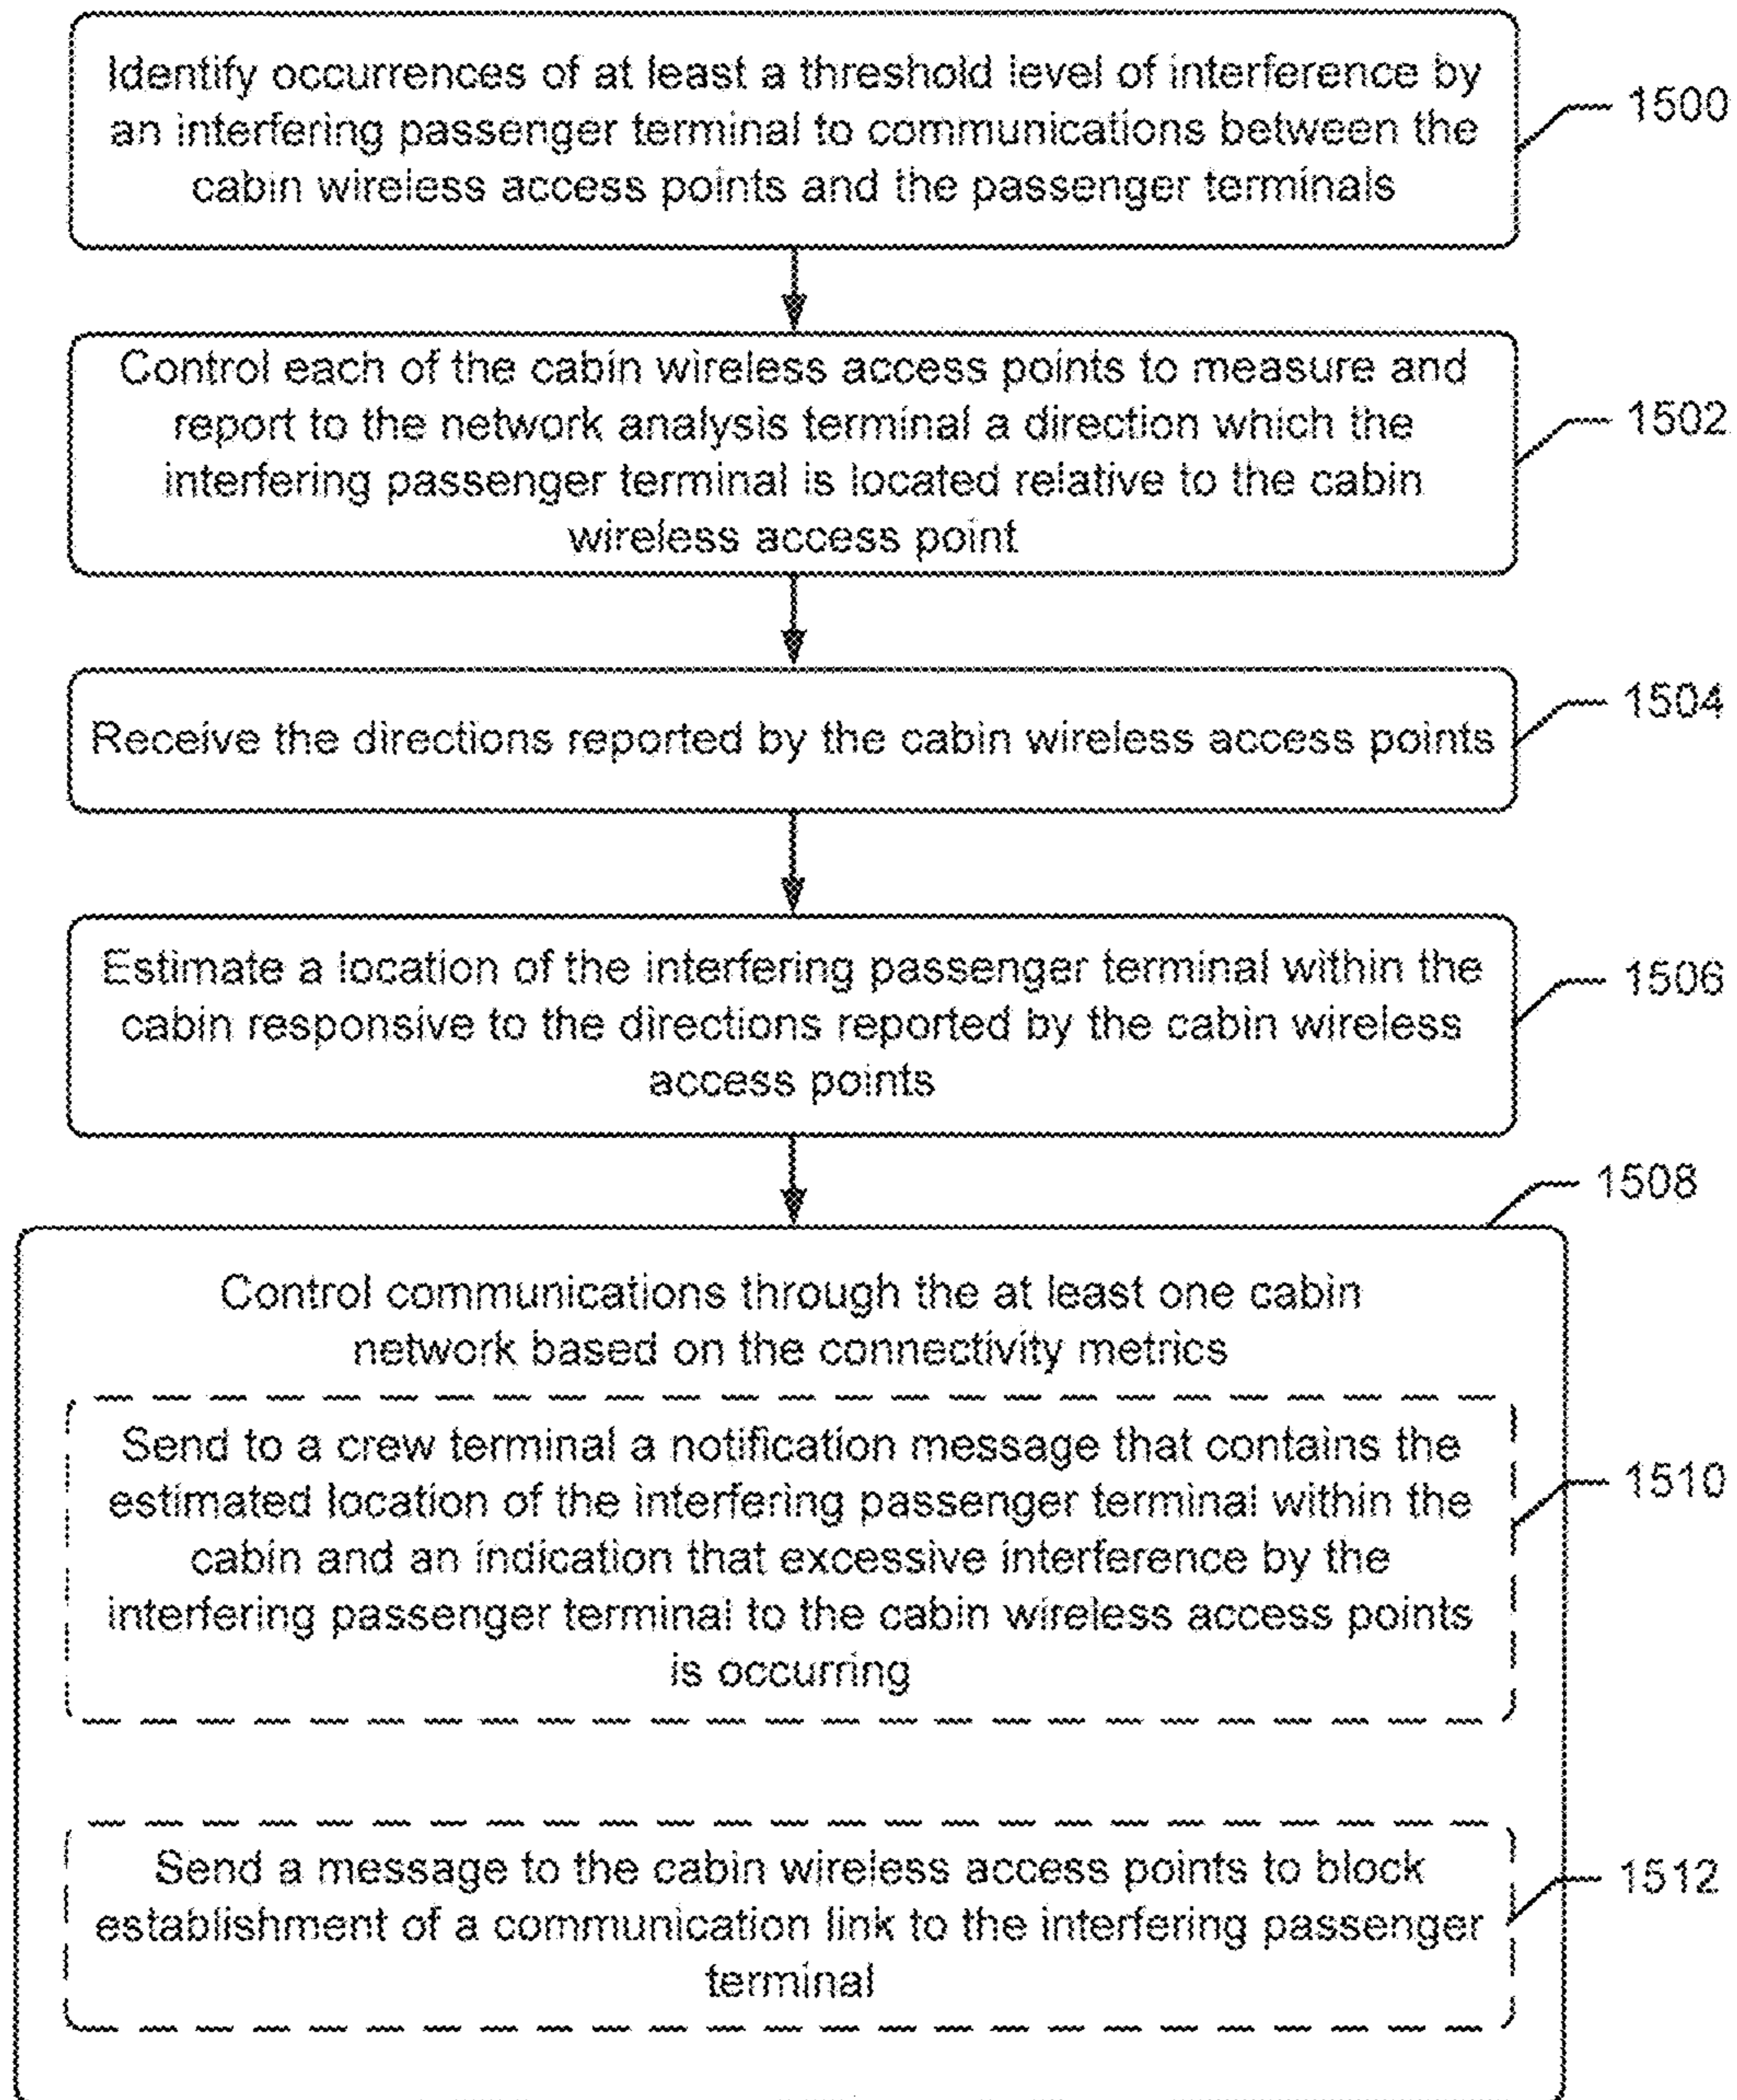 Identify occurrences of at least a threshold level of interference by
an interfering passenger terminal to communications between the
cabin wireless access points and the passenger terminals
1500
Control each of the cabin wireless access points to measure and
report to the network analysis terminal a direction which the
interfering passenger terminal is located relative to the cabin
wireless access point
1502
Receive the directions reported by the cabin wireless access points
1504
Estimate a location of the interfering passenger terminal within the
cabin responsive to the directions reported by the cabin wireless
access points
1506
1508
Control communications through the at least one cabin
network based on the connectivity metrics
Send to a crew terminal a notification message that contains the
estimated location of the interfering passenger terminal within the
cabin and an indication that excessive interference by the
interfering passenger terminal to the cabin wireless access points
is occurring
1510
Send a message to the cabin wireless access points to block
establishment of a communication link to the interfering passenger
terminal
1512